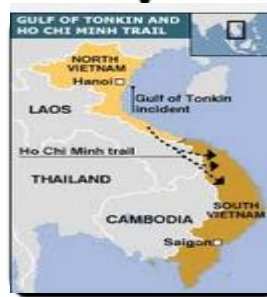 GULF OF TONKIN AND
HO CHI MINH TRAIL
NORTH
VIETNAM
Hanoi
LAOS
Gulf of Tonkin
incident
Ho Chi Minh trail
THAILAND
SOUTH
VIETNAM
CAMBODIA
Saigon